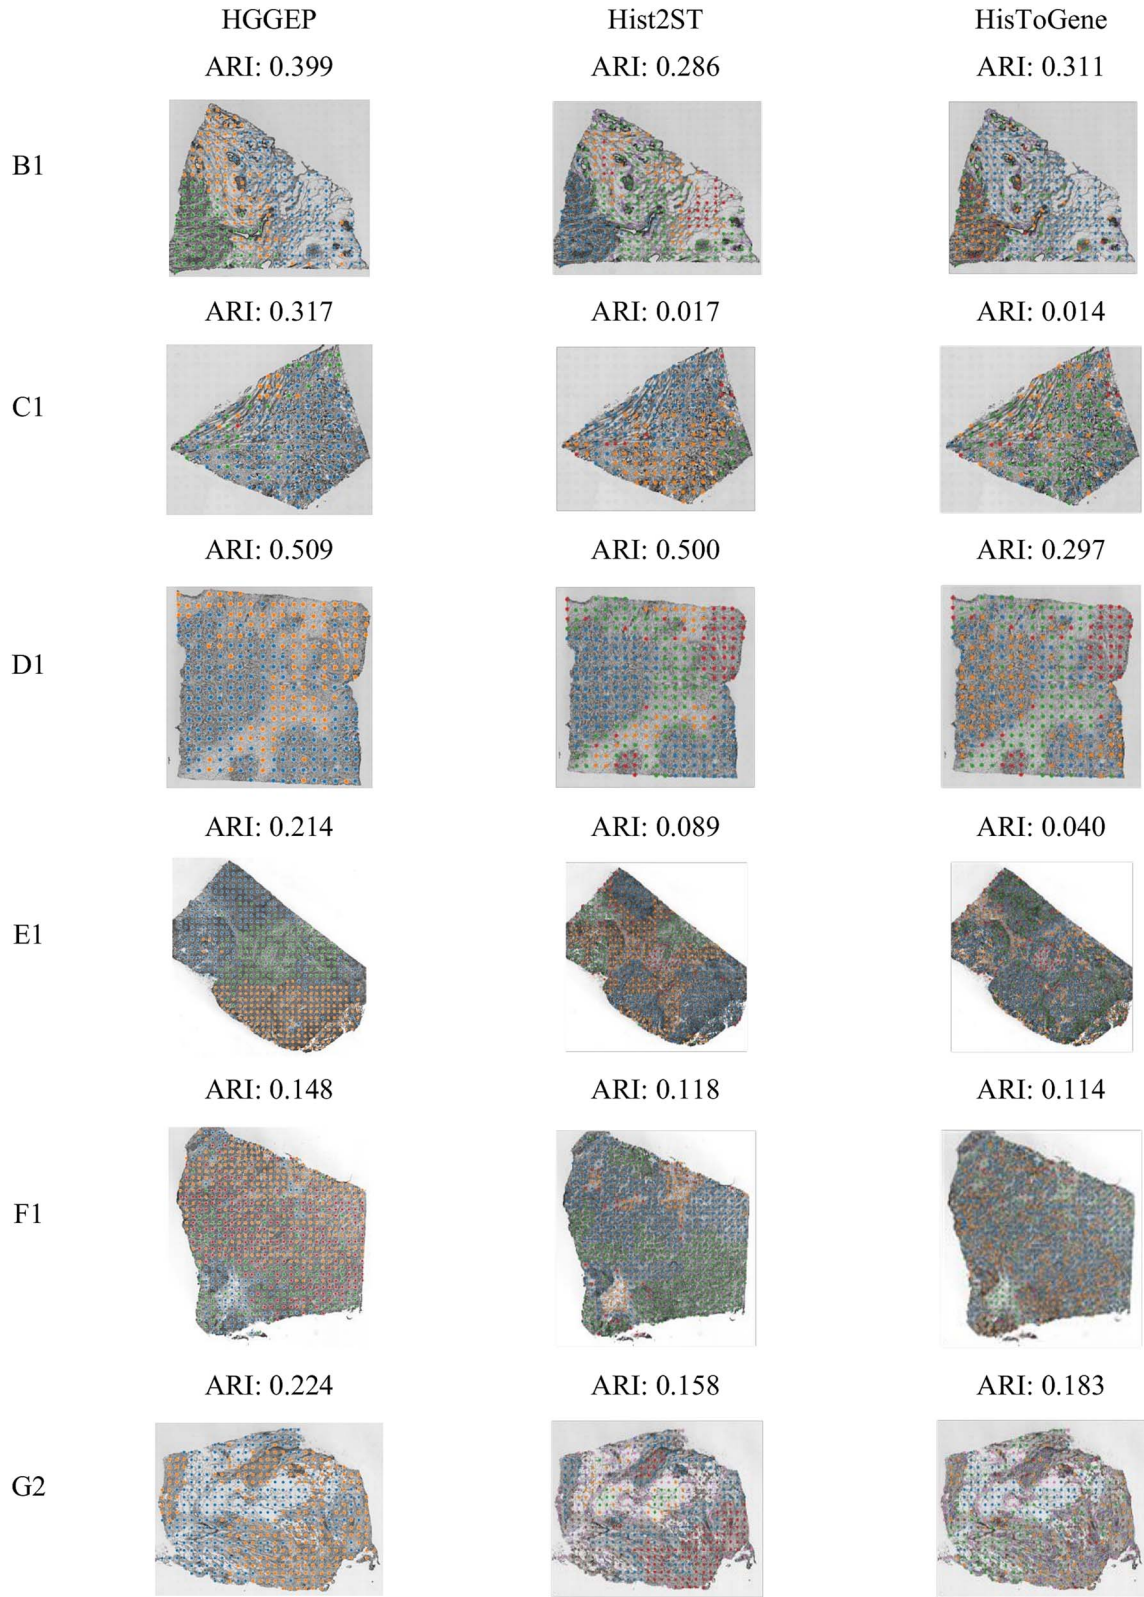 HGGEP Hist2ST HisToGene
ARI: 0.399 ARI: 0.286 ARI: 0.311
B1
ARI: 0.317 ARI: 0.017 ARI: 0.014
C1
ARI: 0.509 ARI: 0.500 ARI: 0.297
D1
ARI: 0.214 ARI: 0.089 ARI: 0.040
E1
ARI: 0.148 ARI: 0.118 ARI: 0.114
F1
ARI: 0.224 ARI: 0.158 ARI: 0.183
G2